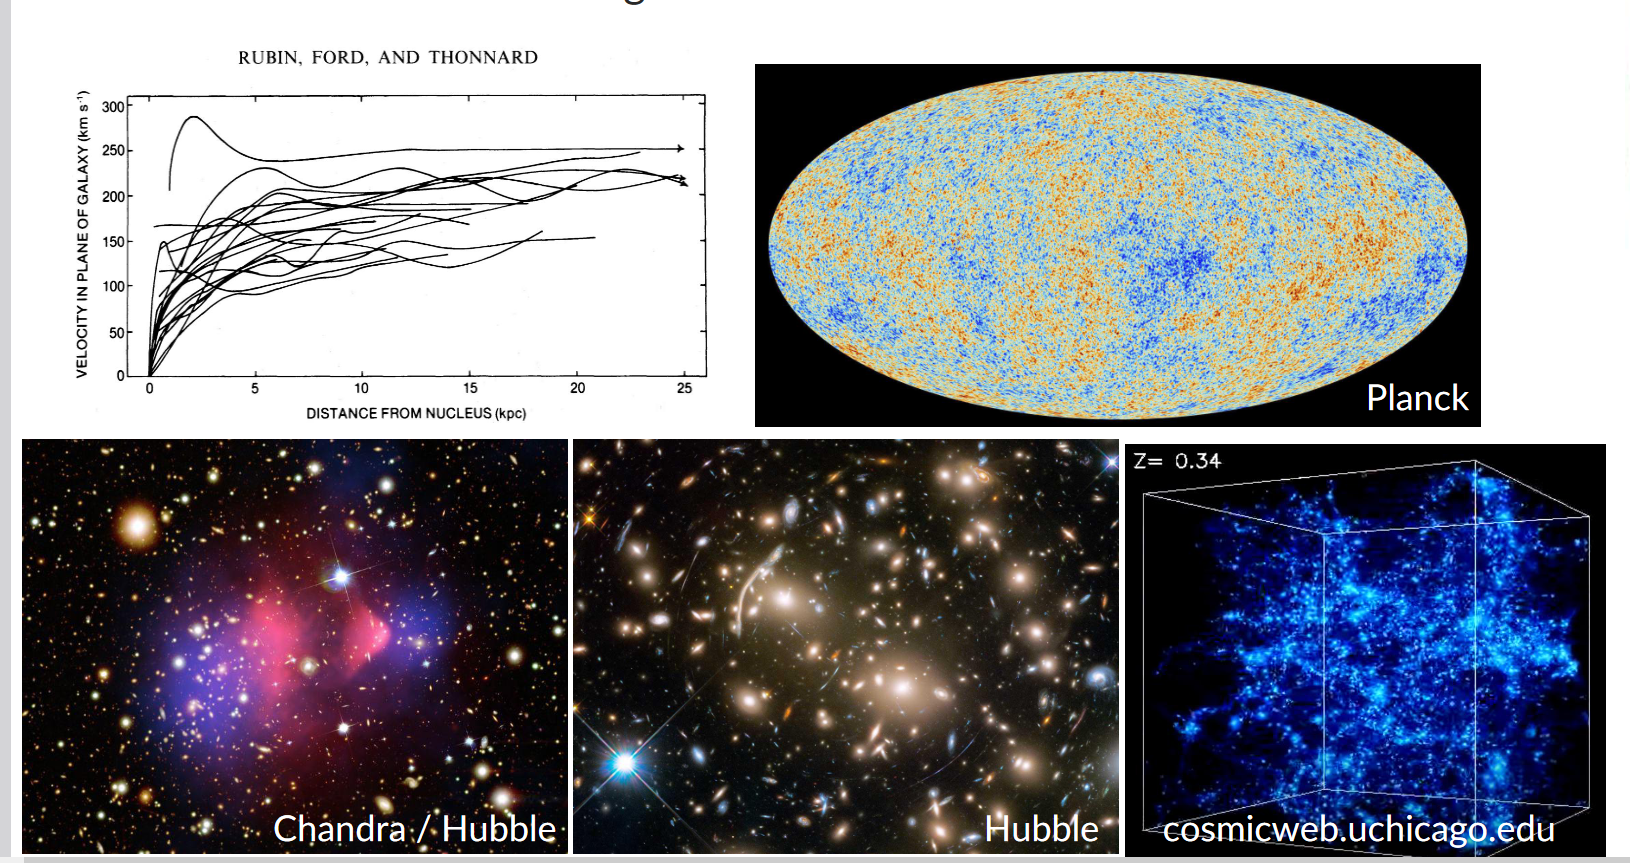 RUBIN, FORD, AND THONNARD
VELOCITY IN PLANE OF GALAXY (km s⁻¹)
300
250
200
150
100
50
0
0 5 10 15 20 25
DISTANCE FROM NUCLEUS (kpc)
Planck
Chandra / Hubble
Hubble
Z= 0.34
cosmicweb.uchicago.edu